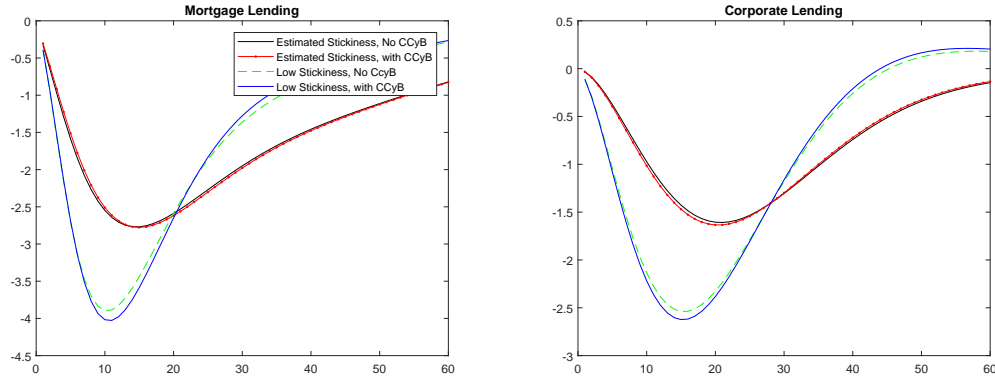 Mortgage Lending
0
-0.5
-1
-1.5
-2
-2.5
-3
-3.5
-4
-4.5
0 10 20 30 40 50 60
Estimated Stickiness, No CCyB
Estimated Stickiness, with CCyB
Low Stickiness, No CcyB
Low Stickiness, with CCyB
Corporate Lending
0.5
0
-0.5
-1
-1.5
-2
-2.5
-3
0 10 20 30 40 50 60